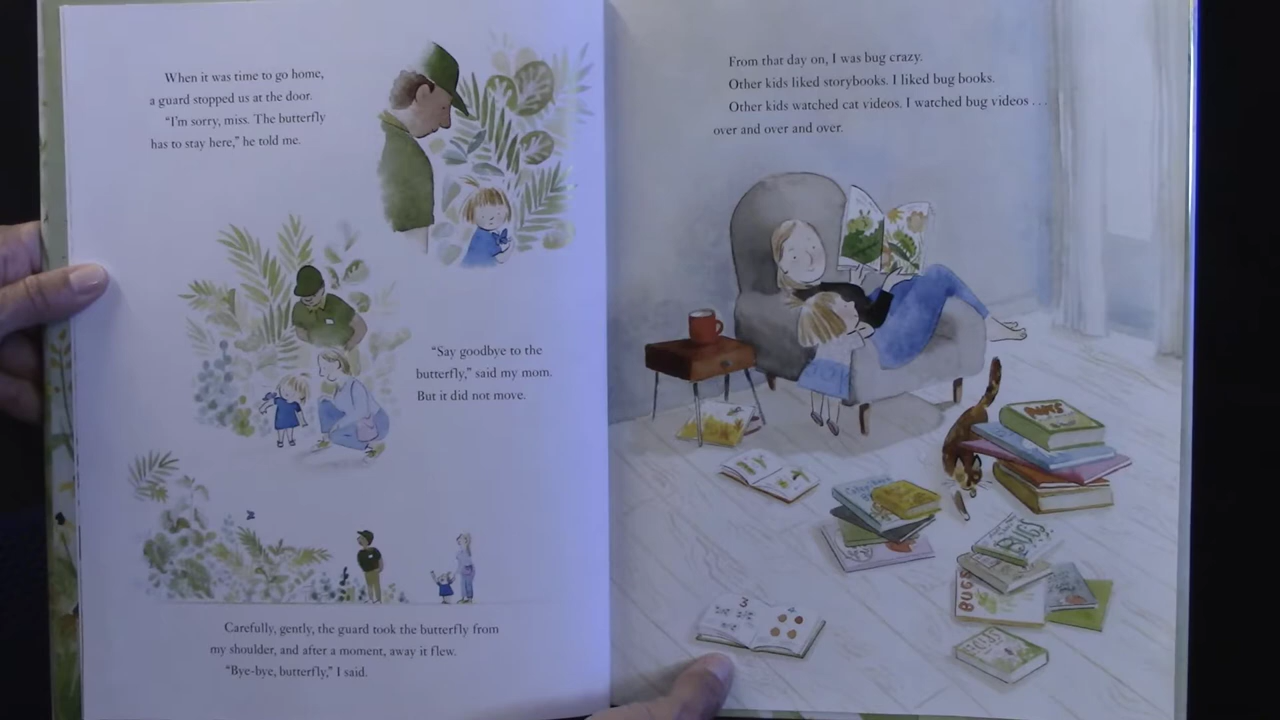 When it was time to go home,
a guard stopped us at the door.
“I’m sorry, miss. The butterfly
has to stay here,” he told me.
“Say goodbye to the
butterfly,” said my mom.
But it did not move.
Carefully, gently, the guard took the butterfly from
my shoulder, and after a moment, away it flew.
“Bye-bye, butterfly,” I said.
From that day on, I was bug crazy.
Other kids liked storybooks. I liked bug books.
Other kids watched cat videos. I watched bug videos . . .
over and over and over.
BUGS
BUGS
3